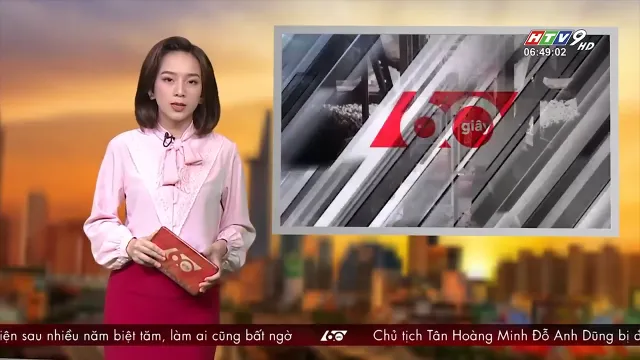 HTV9 HD
06:49:02
60 giây
iện sau nhiều năm biệt tăm, làm ai cũng bất ngờ 60 Chủ tịch Tân Hoàng Minh Đỗ Anh Dũng bị